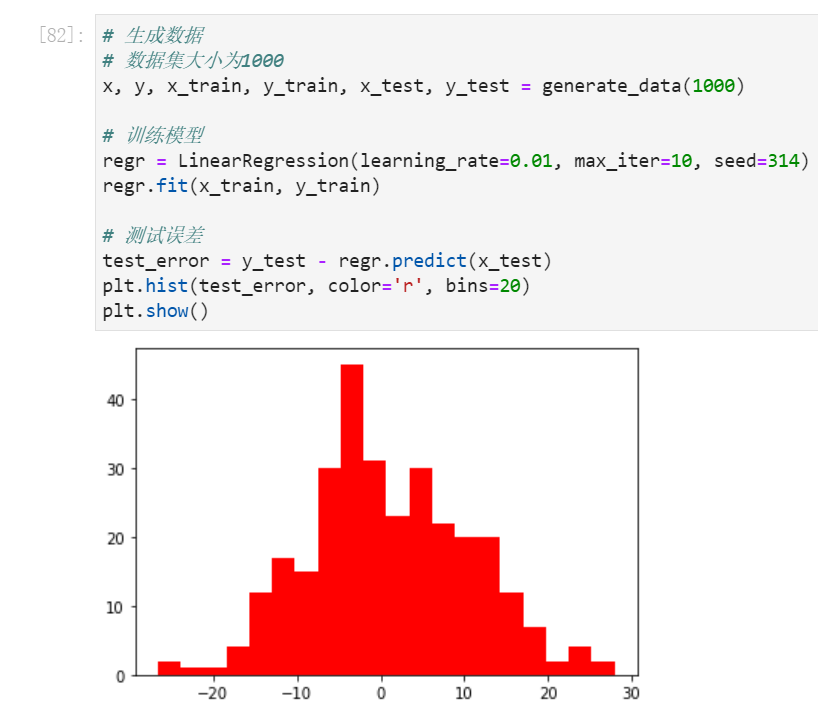 [82]:
# 生成数据
# 数据集大小为1000
x, y, x_train, y_train, x_test, y_test = generate_data(1000)
# 训练模型
regr = LinearRegression(learning_rate=0.01, max_iter=10, seed=314)
regr.fit(x_train, y_train)
# 测试误差
test_error = y_test - regr.predict(x_test)
plt.hist(test_error, color='r', bins=20)
plt.show()
40
30
20
10
0
−20 −10 0 10 20 30